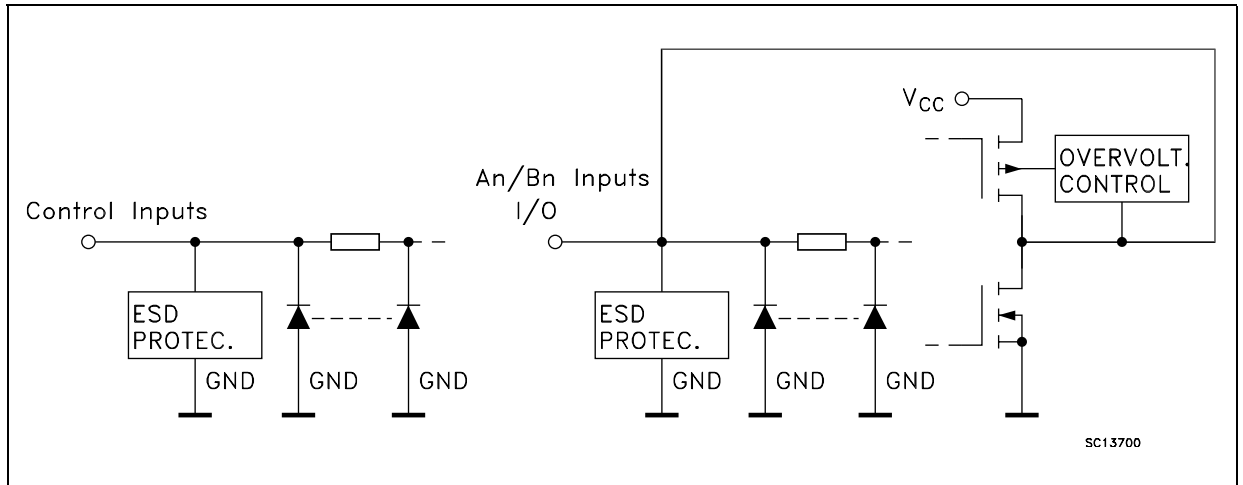 Control Inputs
ESD
PROTEC.
GND
GND
GND
An/Bn Inputs
I/O
ESD
PROTEC.
GND
GND
GND
VCC
OVERVOLT.
CONTROL
SC13700